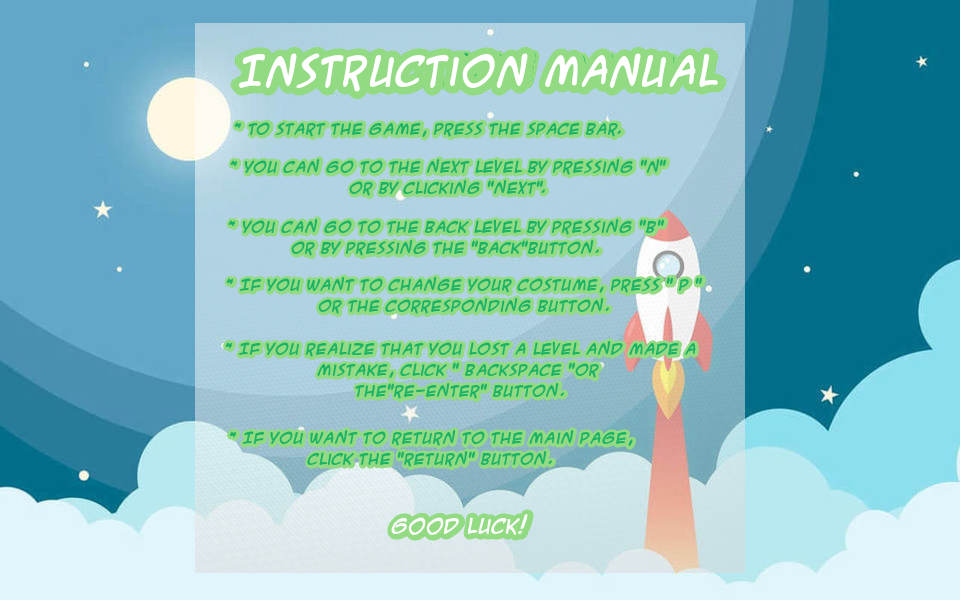 INSTRUCTION MANUAL
* TO START THE GAME, PRESS THE SPACE BAR.
* YOU CAN GO TO THE NEXT LEVEL BY PRESSING "N"
OR BY CLICKING "NEXT".
* YOU CAN GO TO THE BACK LEVEL BY PRESSING "B"
OR BY PRESSING THE "BACK"BUTTON.
* IF YOU WANT TO CHANGE YOUR COSTUME, PRESS " P "
OR THE CORRESPONDING BUTTON.
* IF YOU REALIZE THAT YOU LOST A LEVEL AND MADE A
MISTAKE, CLICK " BACKSPACE "OR
THE"RE-ENTER" BUTTON.
* IF YOU WANT TO RETURN TO THE MAIN PAGE,
CLICK THE "RETURN" BUTTON.
GOOD LUCK!